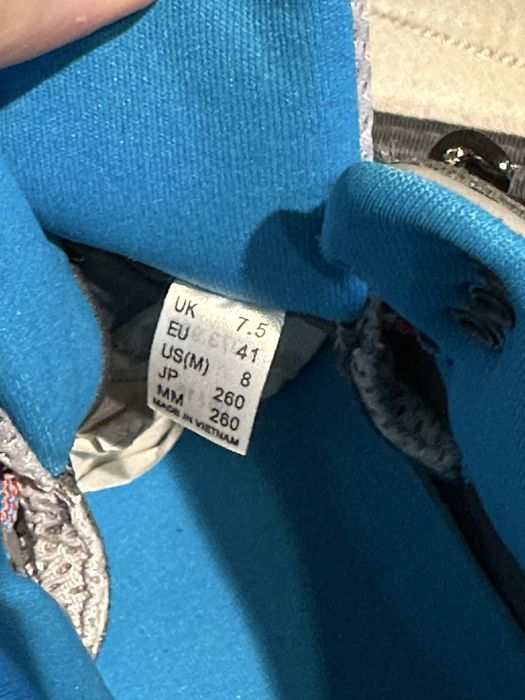 UK 7.5
EU 41
US(M) 8
JP 260
MM 260
MADE IN VIETNAM